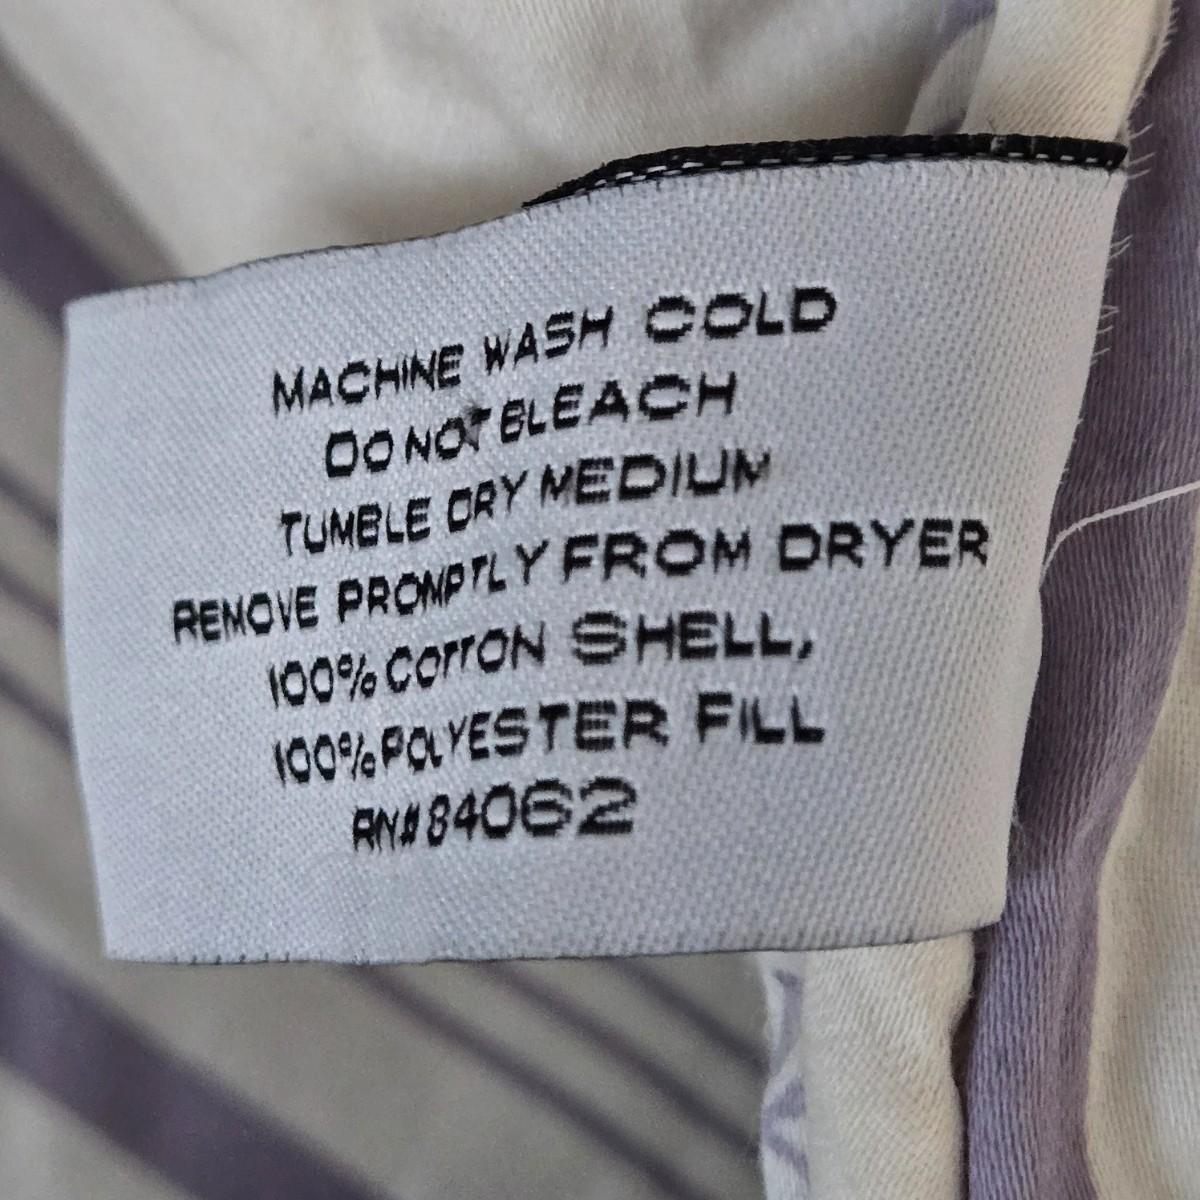 MACHINE WASH COLD
DO NOT BLEACH
TUMBLE DRY MEDIUM
REMOVE PROMPTLY FROM DRYER
100% COTTON SHELL,
100% POLYESTER FILL
RN# 84062